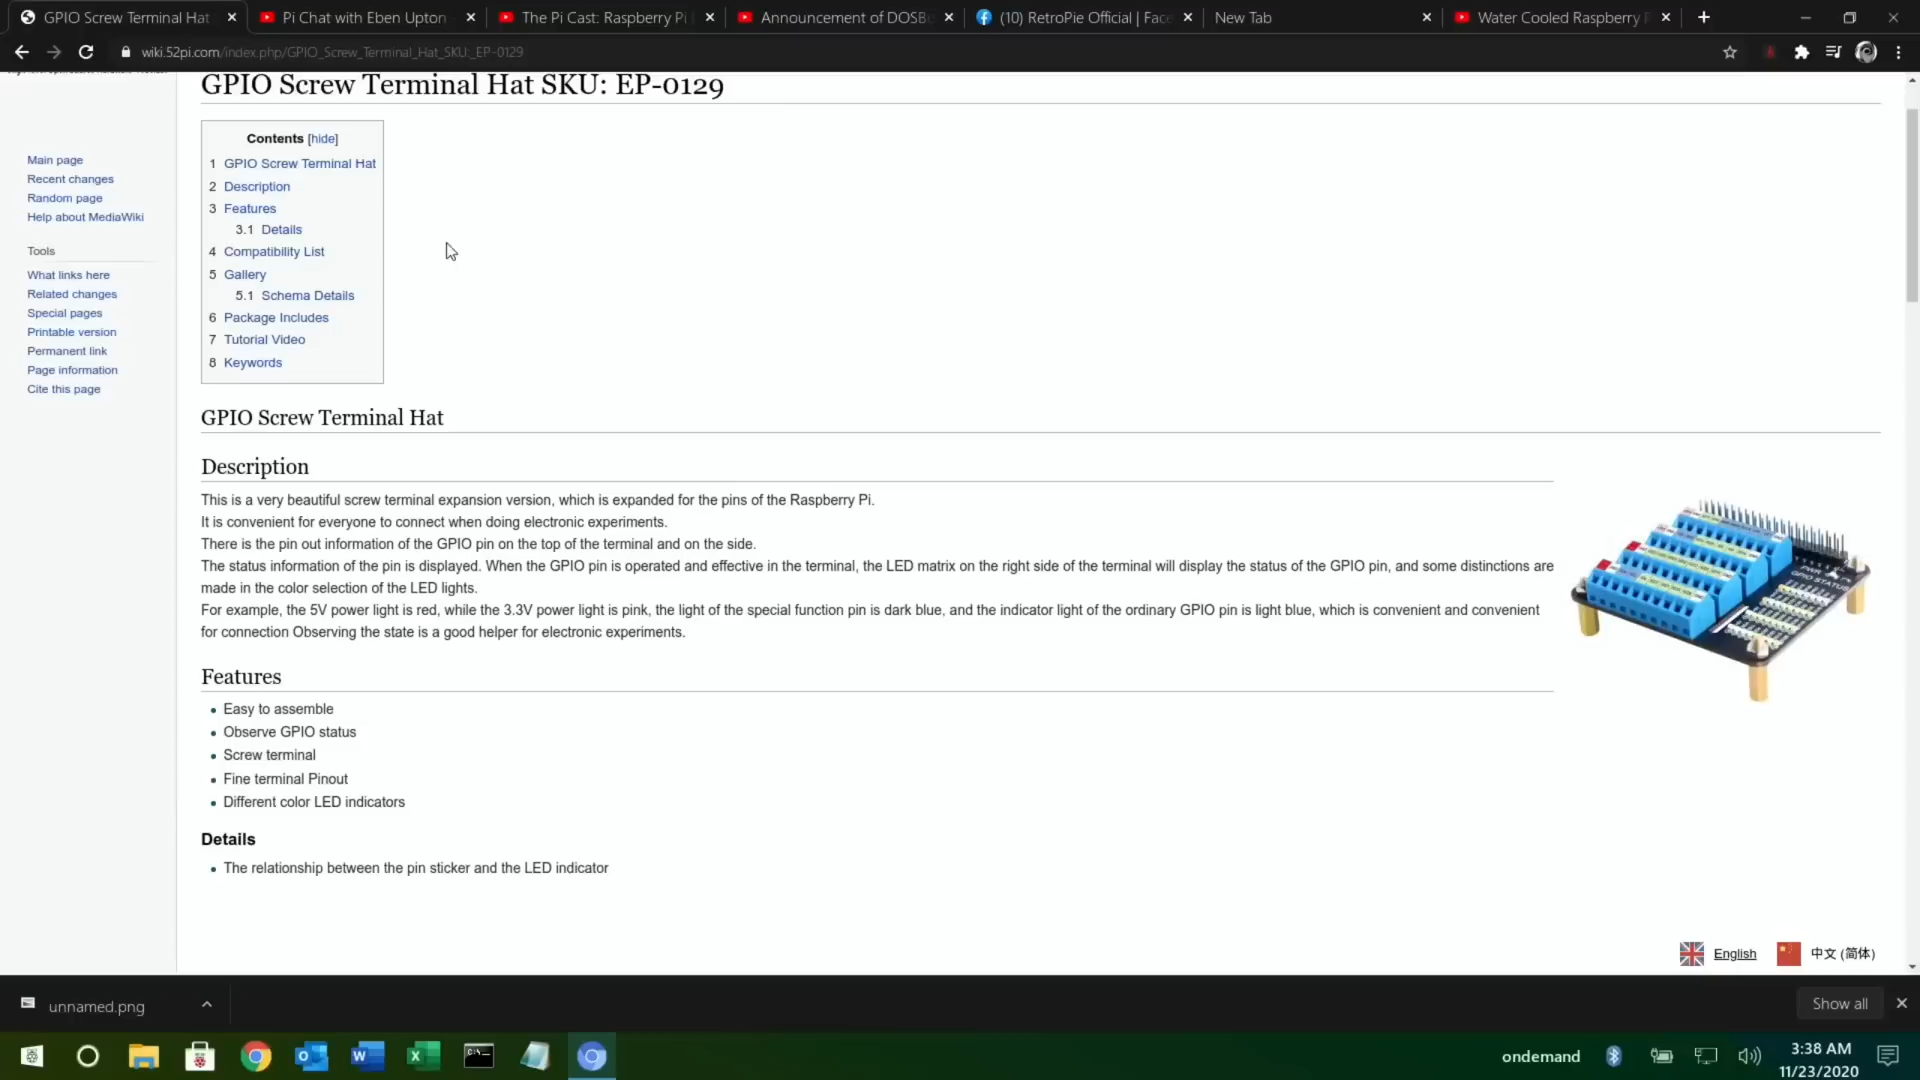 GPIO Screw Terminal Hat
Pi Chat with Eben Upton
The Pi Cast: Raspberry Pi
Announcement of DOSB
(10) RetroPie Official | Face
New Tab
Water Cooled Raspberry
wiki.52pi.com/index.php/GPIO_Screw_Terminal_Hat_SKU:_EP-0129
GPIO Screw Terminal Hat SKU: EP-0129
Main page
Recent changes
Random page
Help about MediaWiki
Tools
What links here
Related changes
Special pages
Printable version
Permanent link
Page information
Cite this page
Contents [hide]
1 GPIO Screw Terminal Hat
2 Description
3 Features
3.1 Details
4 Compatibility List
5 Gallery
5.1 Schema Details
6 Package Includes
7 Tutorial Video
8 Keywords
GPIO Screw Terminal Hat
Description
This is a very beautiful screw terminal expansion version, which is expanded for the pins of the Raspberry Pi.
It is convenient for everyone to connect when doing electronic experiments.
There is the pin out information of the GPIO pin on the top of the terminal and on the side.
The status information of the pin is displayed. When the GPIO pin is operated and effective in the terminal, the LED matrix on the right side of the terminal will display the status of the GPIO pin, and some distinctions are
made in the color selection of the LED lights.
For example, the 5V power light is red, while the 3.3V power light is pink, the light of the special function pin is dark blue, and the indicator light of the ordinary GPIO pin is light blue, which is convenient and convenient
for connection Observing the state is a good helper for electronic experiments.
PWR
GPIO STATUS
Features
Easy to assemble
Observe GPIO status
Screw terminal
Fine terminal Pinout
Different color LED indicators
Details
The relationship between the pin sticker and the LED indicator
English
中文 (简体)
unnamed.png
Show all
ondemand
3:38 AM
11/23/2020